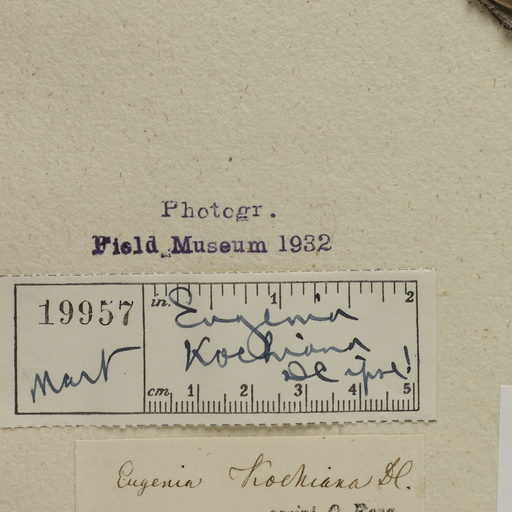 Photogr.
Field Museum 1932
19957
Mart
in. 1 2
Eugenia
Kochiana
DC ipse!
cm 1 2 3 4 5
Eugenia Kochiana DC.